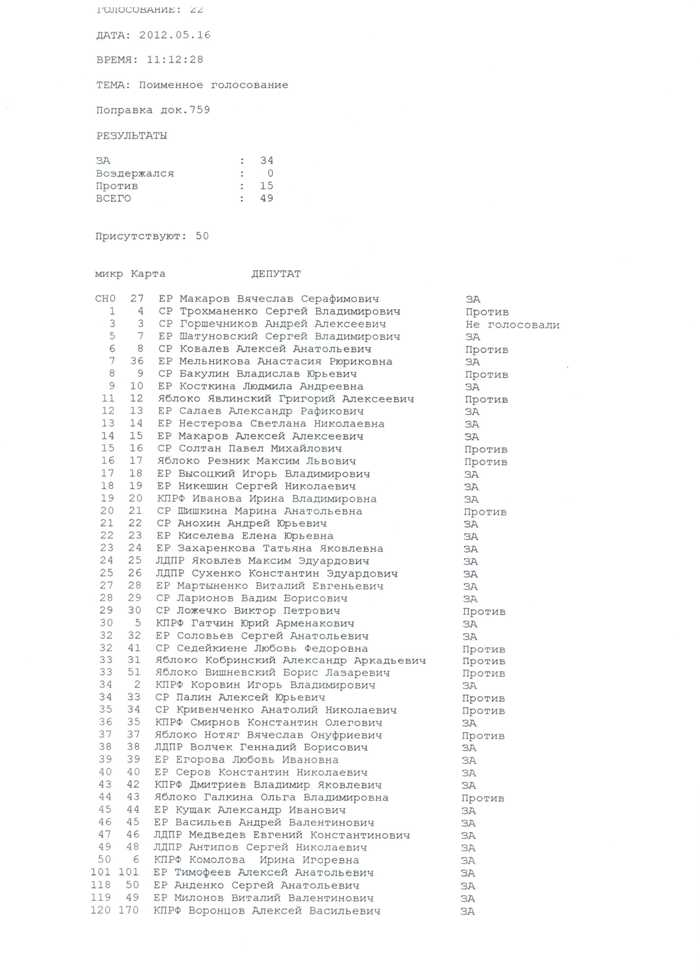 ГОЛОСОВАНИЕ: 22
ДАТА: 2012.05.16
ВРЕМЯ: 11:12:28
ТЕМА: Поименное голосование
Поправка док.759
РЕЗУЛЬТАТЫ
ЗА : 34
Воздержался : 0
Против : 15
ВСЕГО : 49
Присутствуют: 50
микр Карта ДЕПУТАТ
СН0 27 ЕР Макаров Вячеслав Серафимович ЗА
1 4 СР Трохманенко Сергей Владимирович Против
3 3 СР Горшечников Андрей Алексеевич Не голосовали
5 7 ЕР Шатуновский Сергей Владимирович ЗА
6 8 СР Ковалев Алексей Анатольевич Против
7 36 ЕР Мельникова Анастасия Рюриковна ЗА
8 9 СР Бакулин Владислав Юрьевич Против
9 10 ЕР Косткина Людмила Андреевна ЗА
11 12 Яблоко Явлинский Григорий Алексеевич Против
12 13 ЕР Салаев Александр Рафикович ЗА
13 14 ЕР Нестерова Светлана Николаевна ЗА
14 15 ЕР Макаров Алексей Алексеевич ЗА
15 16 СР Солтан Павел Михайлович Против
16 17 Яблоко Резник Максим Львович Против
17 18 ЕР Высоцкий Игорь Владимирович ЗА
18 19 ЕР Никешин Сергей Николаевич ЗА
19 20 КПРФ Иванова Ирина Владимировна ЗА
20 21 СР Шишкина Марина Анатольевна Против
21 22 СР Анохин Андрей Юрьевич ЗА
22 23 ЕР Киселева Елена Юрьевна ЗА
23 24 ЕР Захаренкова Татьяна Яковлевна ЗА
24 25 ЛДПР Яковлев Максим Эдуардович ЗА
25 26 ЛДПР Сухенко Константин Эдуардович ЗА
27 28 ЕР Мартыненко Виталий Евгеньевич ЗА
28 29 СР Ларионов Вадим Борисович ЗА
29 30 СР Ложечко Виктор Петрович Против
30 5 КПРФ Гатчин Юрий Арменакович ЗА
32 32 ЕР Соловьев Сергей Анатольевич ЗА
32 41 СР Седейкиене Любовь Федоровна Против
33 31 Яблоко Кобринский Александр Аркадьевич Против
33 51 Яблоко Вишневский Борис Лазаревич Против
34 2 КПРФ Коровин Игорь Владимирович ЗА
34 33 СР Палин Алексей Юрьевич Против
35 34 СР Кривенченко Анатолий Николаевич Против
36 35 КПРФ Смирнов Константин Олегович ЗА
37 37 Яблоко Нотяг Вячеслав Онуфриевич Против
38 38 ЛДПР Волчек Геннадий Борисович ЗА
39 39 ЕР Егорова Любовь Ивановна ЗА
40 40 ЕР Серов Константин Николаевич ЗА
43 42 КПРФ Дмитриев Владимир Яковлевич ЗА
44 43 Яблоко Галкина Ольга Владимировна Против
45 44 ЕР Кущак Александр Иванович ЗА
46 45 ЕР Васильев Андрей Валентинович ЗА
47 46 ЛДПР Медведев Евгений Константинович ЗА
49 48 ЛДПР Антипов Сергей Николаевич ЗА
50 6 КПРФ Комолова Ирина Игоревна ЗА
101 101 ЕР Тимофеев Алексей Анатольевич ЗА
118 50 ЕР Анденко Сергей Анатольевич ЗА
119 49 ЕР Милонов Виталий Валентинович ЗА
120 170 КПРФ Воронцов Алексей Васильевич ЗА